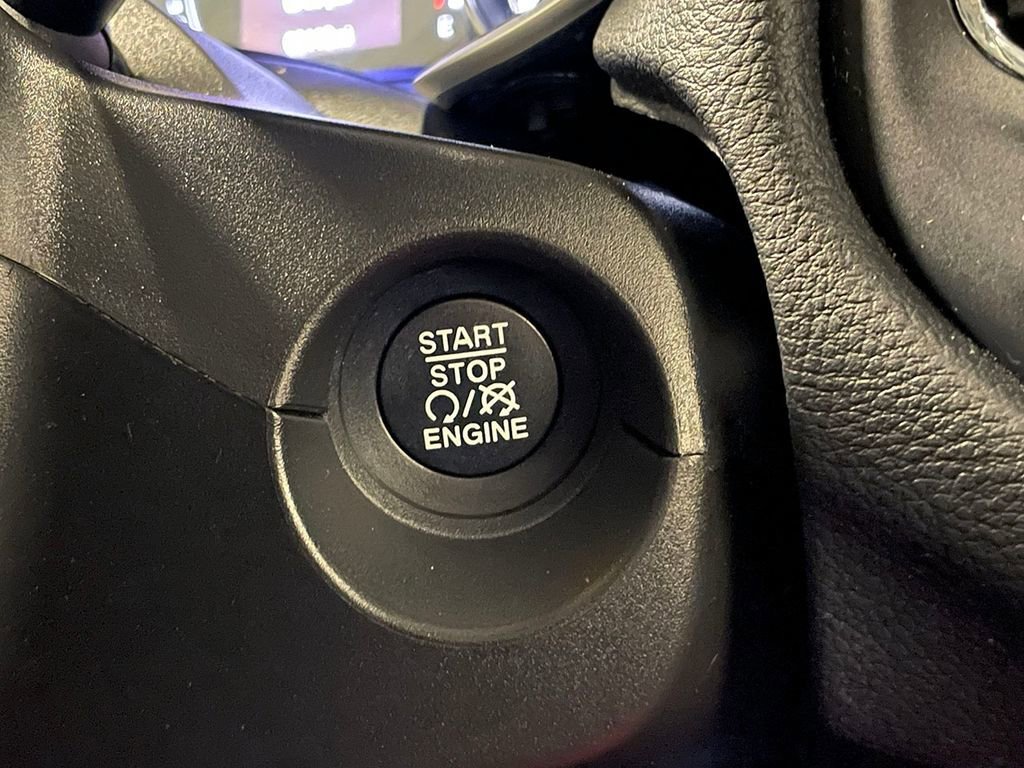 START
STOP
/
ENGINE